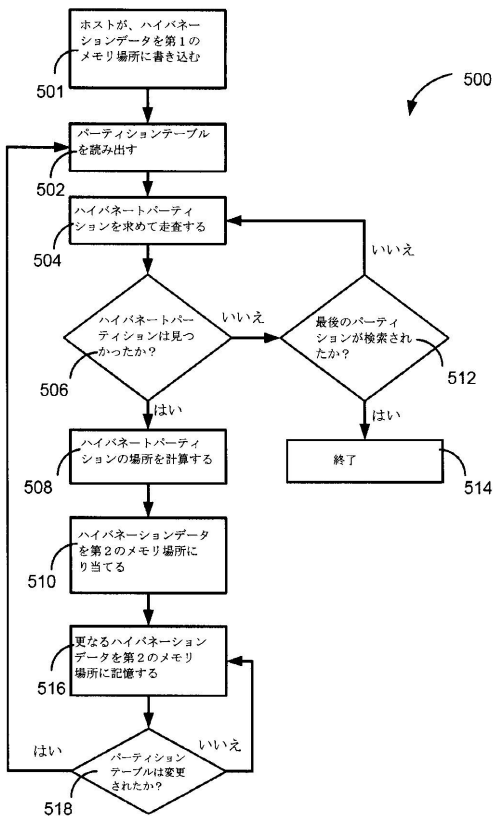 ホストが、ハイバネー
ションデータを第１の
メモリ場所に書き込む
501
500
パーティションテーブル
を読み出す
502
ハイバネートパーティ
ションを求めて走査する
504
いいえ
ハイバネートパー
ティションは見つ
かったか？
506
いいえ
最後のパーティ
ションが検索され
たか？
512
はい
はい
ハイバネートパーティ
ションの場所を計算する
508
終了
514
ハイバネーションデータ
を第２のメモリ場所に
り当てる
510
更なるハイバネーション
データを第２のメモリ
場所に記憶する
516
はい
いいえ
パーティション
テーブルは変更
されたか？
518